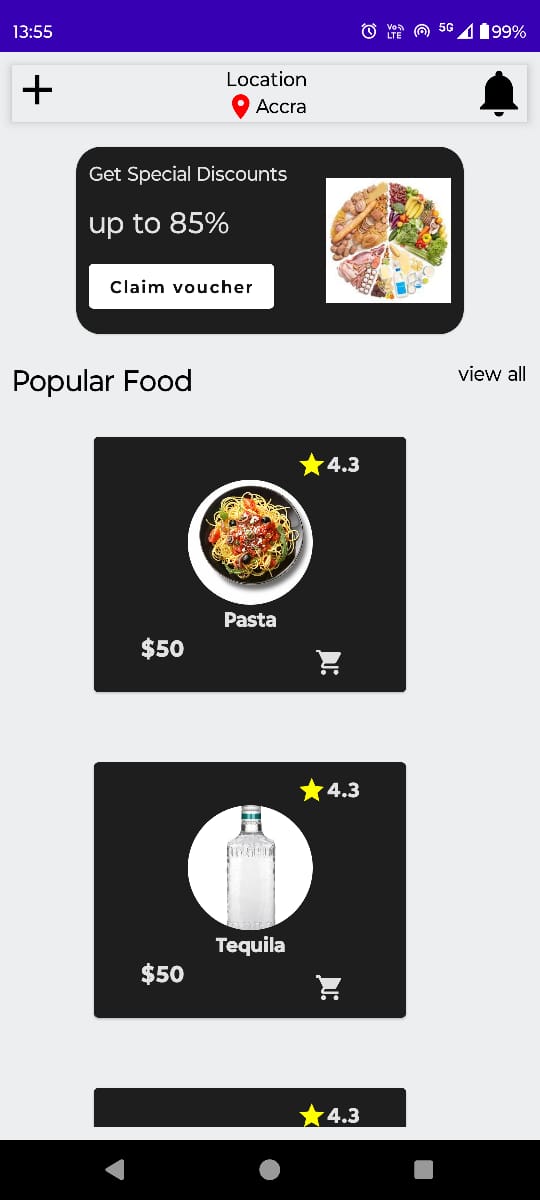 13:55
Vo LTE 5G 99%
Location
Accra
Get Special Discounts
up to 85%
Claim voucher
Popular Food
view all
4.3
Pasta
$50
4.3
Tequila
$50
4.3